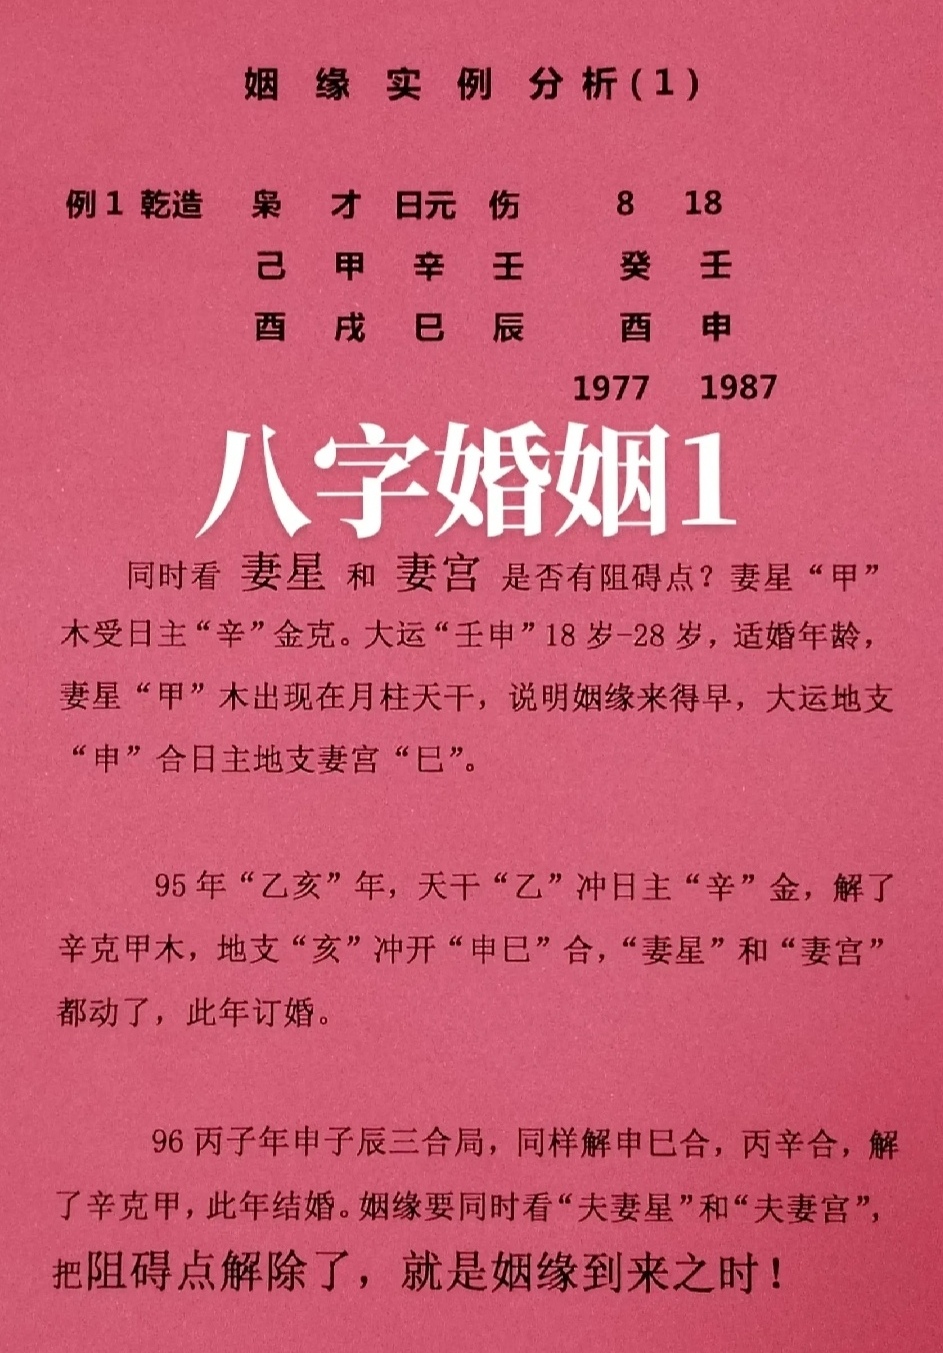 姻缘实例分析(1)
例1 乾造 枭 才 日元 伤 8 18
己 甲 辛 壬 癸 壬
酉 戌 巳 辰 酉 申
1977 1987
八字婚姻1
同时看 妻星 和 妻宫 是否有阻碍点？妻星“甲”
木受日主“辛”金克。大运“壬申”18岁-28岁，适婚年龄，
妻星“甲”木出现在月柱天干，说明姻缘来得早，大运地支
“申”合日主地支妻宫“巳”。
95年“乙亥”年，天干“乙”冲日主“辛”金，解了
辛克甲木，地支“亥”冲开“申巳”合，“妻星”和“妻宫”
都动了，此年订婚。
96丙子年申子辰三合局，同样解申巳合，丙辛合，解
了辛克甲，此年结婚。姻缘要同时看“夫妻星”和“夫妻宫”，
把阻碍点解除了，就是姻缘到来之时！